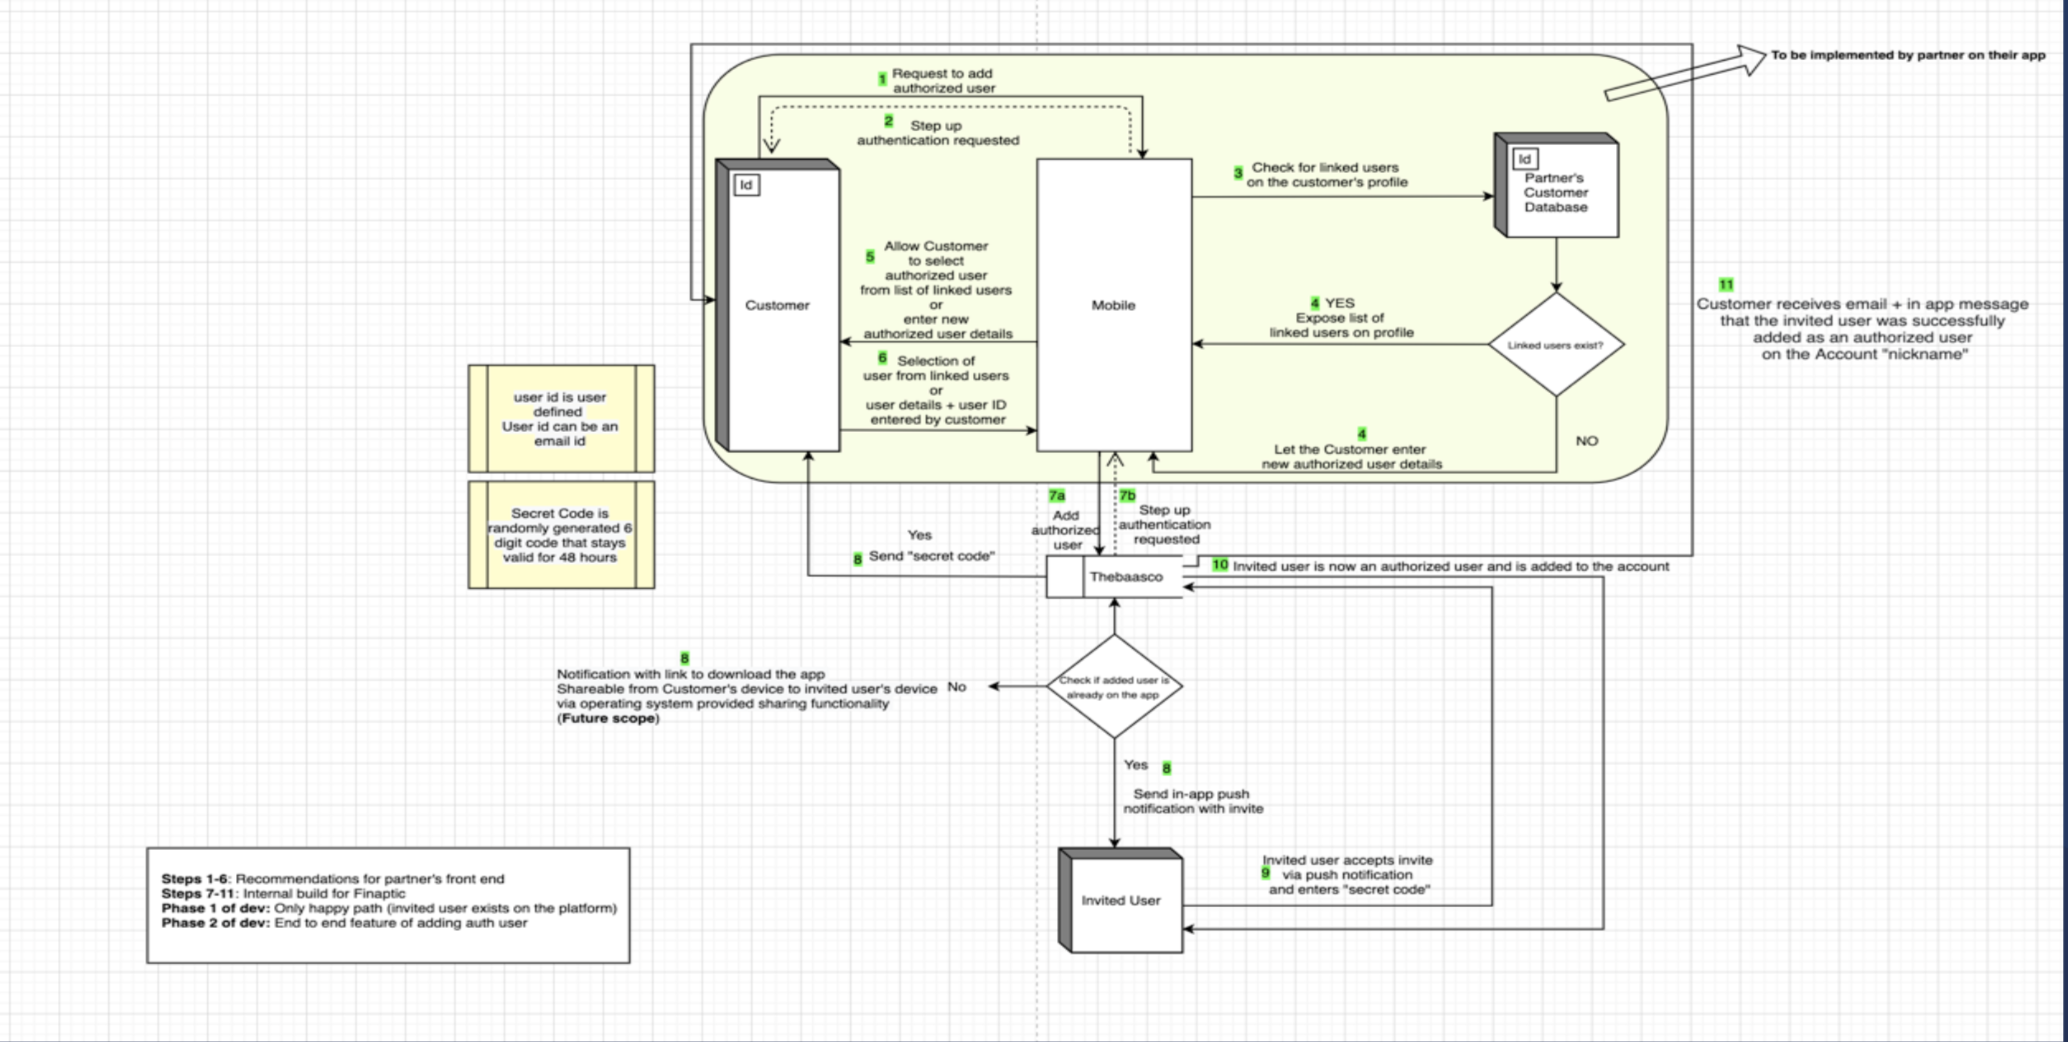 To be implemented by partner on their app
1 Request to add
authorized user
2 Step up
authentication requested
3 Check for linked users
on the customer's profile
Id
Partner's
Customer
Database
Id
Customer
5 Allow Customer
to select
authorized user
from list of linked users
or
enter new
authorized user details
6 Selection of
user from linked users
or
user details + user ID
entered by customer
Mobile
4 YES
Expose list of
linked users on profile
Linked users exist?
4
Let the Customer enter
new authorized user details
NO
11
Customer receives email + in app message
that the invited user was successfully
added as an authorized user
on the Account "nickname"
user id is user
defined
User id can be an
email id
Secret Code is
randomly generated 6
digit code that stays
valid for 48 hours
7a
Add
authorized
user
7b
Step up
authentication
requested
Yes
8 Send "secret code"
Thebaasco
10 Invited user is now an authorized user and is added to the account
8
Notification with link to download the app
Shareable from Customer's device to invited user's device
via operating system provided sharing functionality
(Future scope)
No
Check if added user is
already on the app
Yes 8
Send in-app push
notification with invite
Invited User
Invited user accepts invite
9 via push notification
and enters "secret code"
Steps 1-6: Recommendations for partner's front end
Steps 7-11: Internal build for Finaptic
Phase 1 of dev: Only happy path (invited user exists on the platform)
Phase 2 of dev: End to end feature of adding auth user